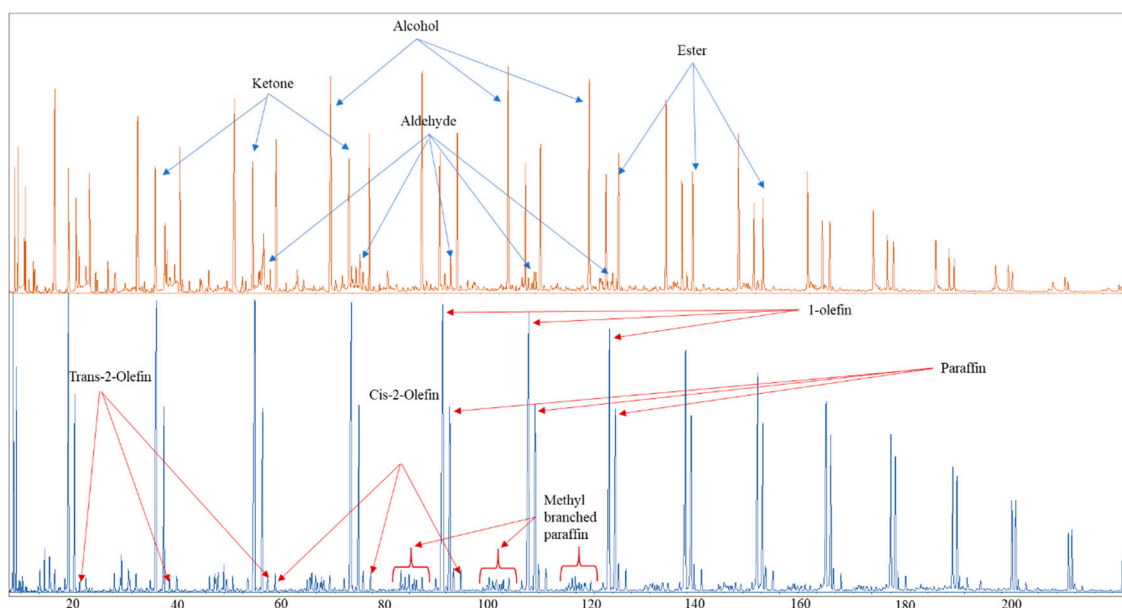 Alcohol
Ester
Ketone
Aldehyde
1-olefin
Paraffin
Trans-2-Olefin
Cis-2-Olefin
Methyl
branched
paraffin
20 40 60 80 100 120 140 160 180 200